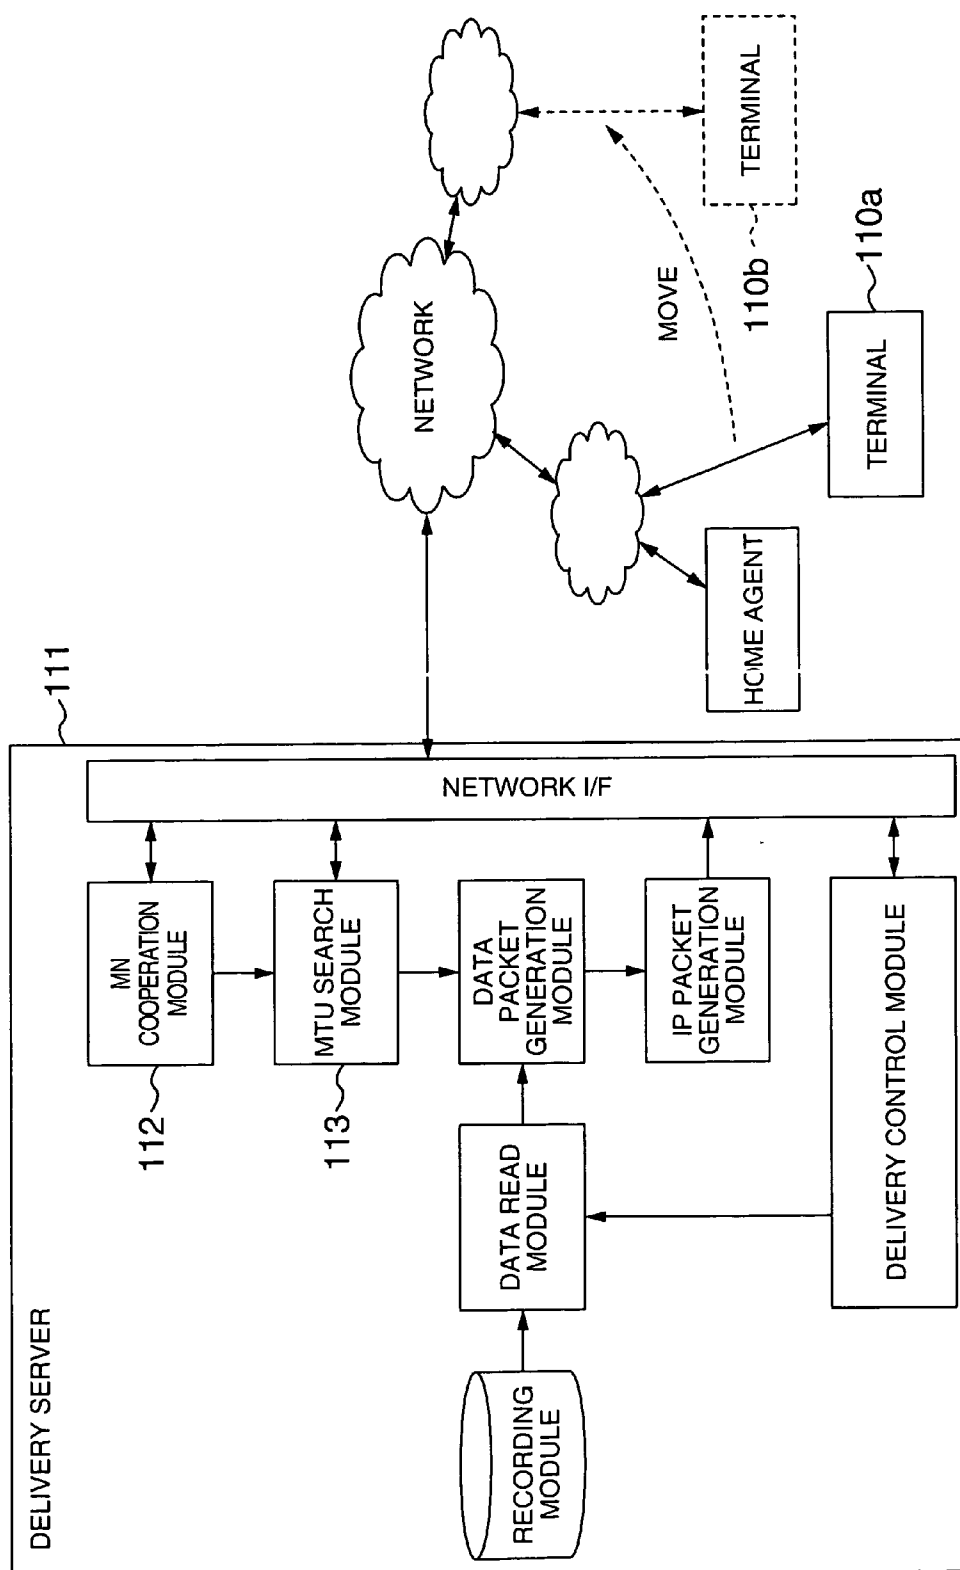 DELIVERY SERVER
111
MN
COOPERATION
MODULE
112
MTU SEARCH
MODULE
113
RECORDING
MODULE
DATA READ
MODULE
DATA
PACKET
GENERATION
MODULE
IP PACKET
GENERATION
MODULE
DELIVERY CONTROL MODULE
NETWORK I/F
NETWORK
HOME AGENT
MOVE
TERMINAL
110a
TERMINAL
110b